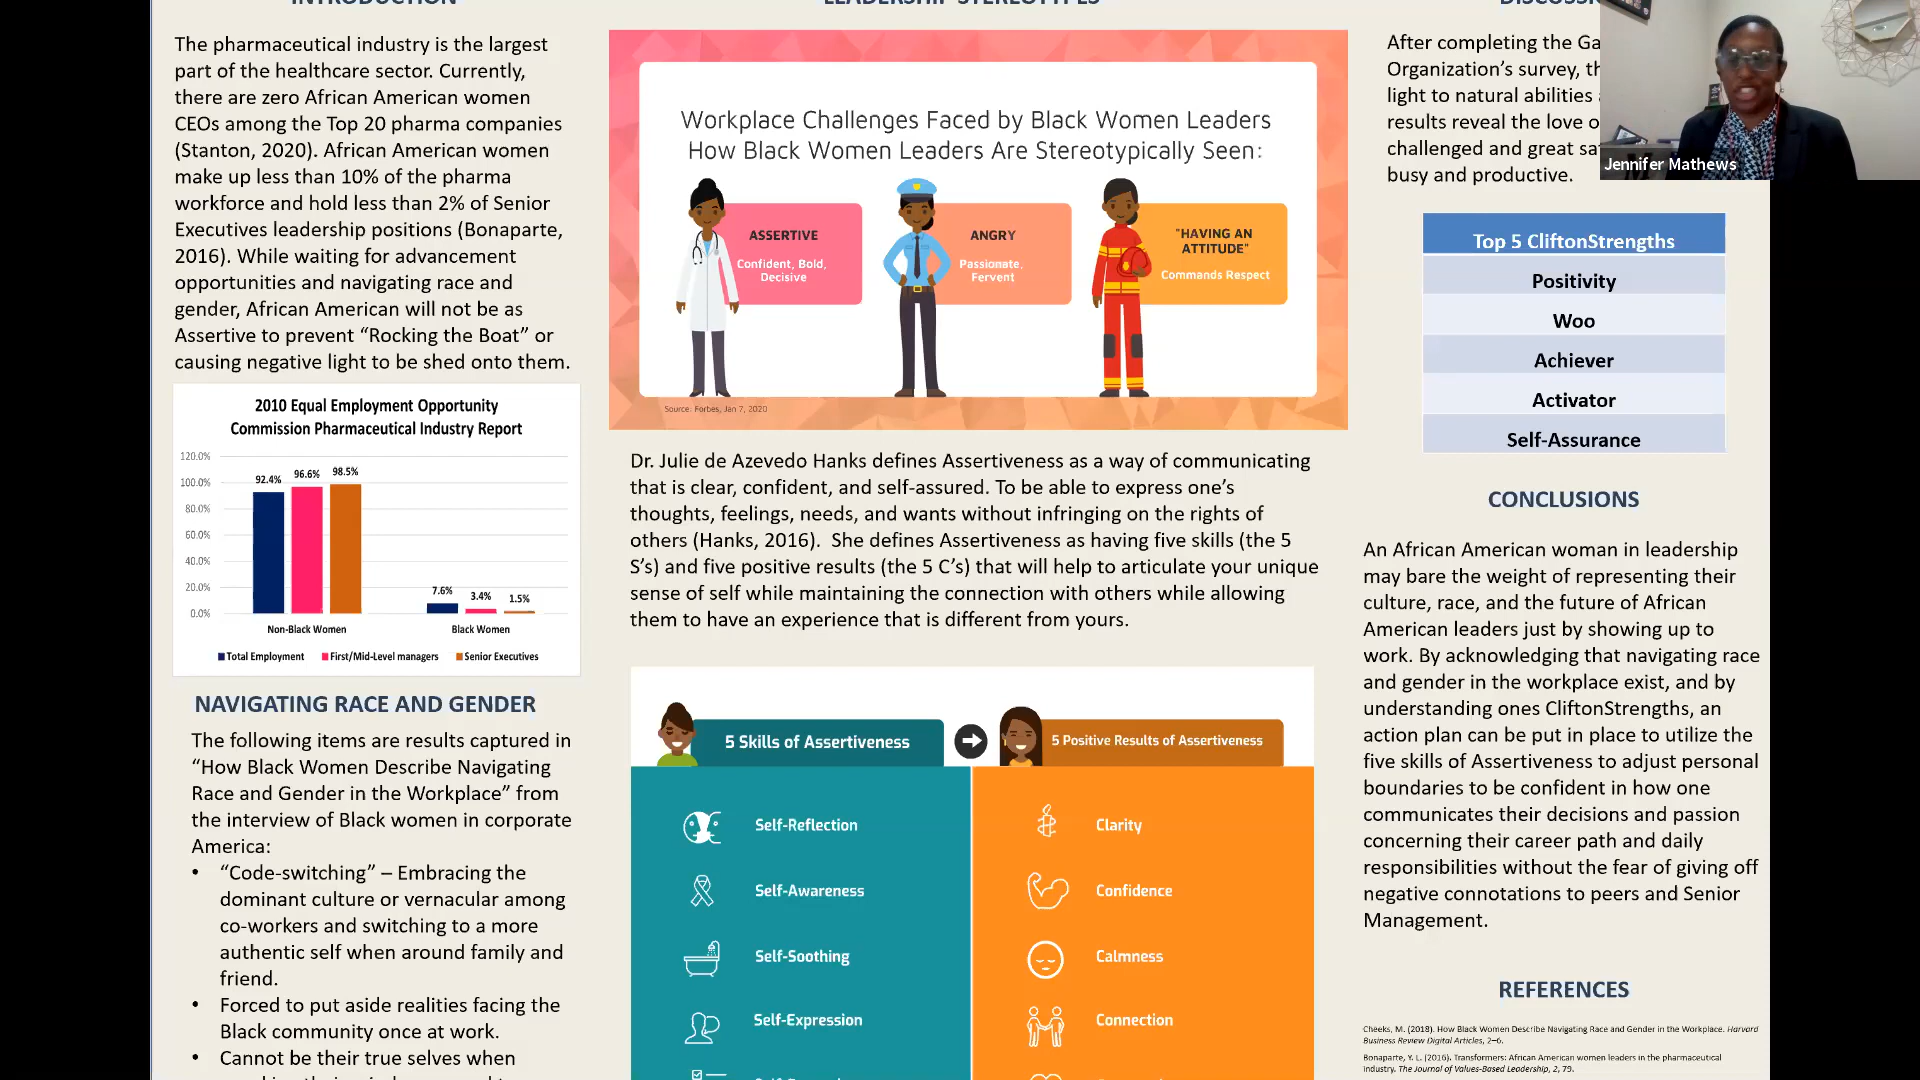 INTRODUCTION
The pharmaceutical industry is the largest
part of the healthcare sector. Currently,
there are zero African American women
CEOs among the Top 20 pharma companies
(Stanton, 2020). African American women
make up less than 10% of the pharma
workforce and hold less than 2% of Senior
Executives leadership positions (Bonaparte,
2016). While waiting for advancement
opportunities and navigating race and
gender, African American will not be as
Assertive to prevent “Rocking the Boat” or
causing negative light to be shed onto them.
2010 Equal Employment Opportunity
Commission Pharmaceutical Industry Report
120.0%
100.0%
80.0%
60.0%
40.0%
20.0%
0.0%
92.4%
96.6%
98.5%
7.6%
3.4%
1.5%
Non-Black Women
Black Women
Total Employment
First/Mid-Level managers
Senior Executives
NAVIGATING RACE AND GENDER
The following items are results captured in
“How Black Women Describe Navigating
Race and Gender in the Workplace” from
the interview of Black women in corporate
America:
• “Code-switching” – Embracing the
dominant culture or vernacular among
co-workers and switching to a more
authentic self when around family and
friend.
• Forced to put aside realities facing the
Black community once at work.
• Cannot be their true selves when
LEADERSHIP STEREOTYPES
Workplace Challenges Faced by Black Women Leaders
How Black Women Leaders Are Stereotypically Seen:
ASSERTIVE
Confident, Bold,
Decisive
ANGRY
Passionate,
Fervent
"HAVING AN
ATTITUDE"
Commands Respect
Source: Forbes, Jan 7, 2020
Dr. Julie de Azevedo Hanks defines Assertiveness as a way of communicating
that is clear, confident, and self-assured. To be able to express one’s
thoughts, feelings, needs, and wants without infringing on the rights of
others (Hanks, 2016). She defines Assertiveness as having five skills (the 5
S’s) and five positive results (the 5 C’s) that will help to articulate your unique
sense of self while maintaining the connection with others while allowing
them to have an experience that is different from yours.
5 Skills of Assertiveness
5 Positive Results of Assertiveness
Self-Reflection
Clarity
Self-Awareness
Confidence
Self-Soothing
Calmness
Self-Expression
Connection
After completing the
Organization’s survey,
light to natural abilities
results reveal the love
challenged and great
busy and productive.
Jennifer Mathews
Top 5 CliftonStrengths
Positivity
Woo
Achiever
Activator
Self-Assurance
CONCLUSIONS
An African American woman in leadership
may bare the weight of representing their
culture, race, and the future of African
American leaders just by showing up to
work. By acknowledging that navigating race
and gender in the workplace exist, and by
understanding ones CliftonStrengths, an
action plan can be put in place to utilize the
five skills of Assertiveness to adjust personal
boundaries to be confident in how one
communicates their decisions and passion
concerning their career path and daily
responsibilities without the fear of giving off
negative connotations to peers and Senior
Management.
REFERENCES
Cheeks, M. (2018). How Black Women Describe Navigating Race and Gender in the Workplace. Harvard
Business Review Digital Articles, 2–6.
Bonaparte, Y. L. (2016). Transformers: African American women leaders in the pharmaceutical
industry. The Journal of Values-Based Leadership, 2, 79.